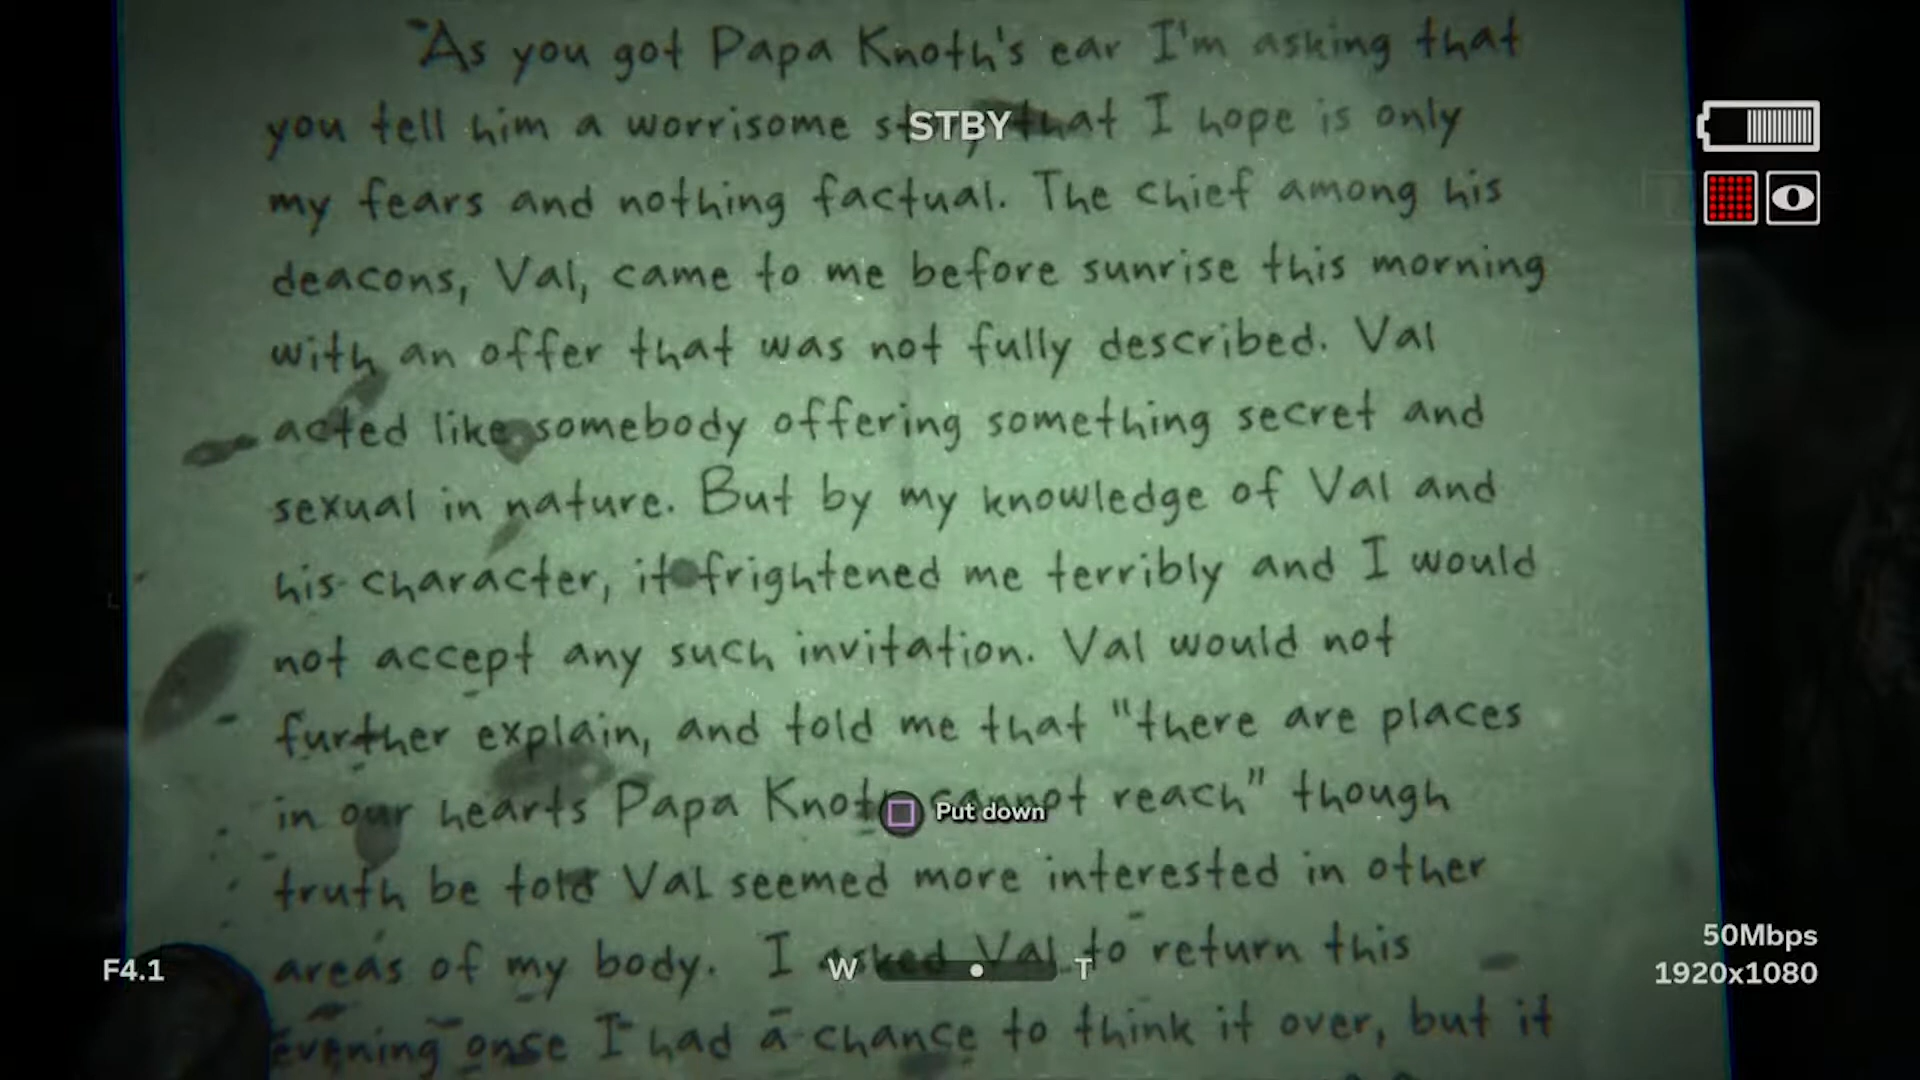 "As you got Papa Knoth's ear I'm asking that
you tell him a worrisome that I hope is only
STBY
my fears and nothing factual. The chief among his
deacons, Val, came to me before sunrise this morning
with an offer that was not fully described. Val
acted like somebody offering something secret and
sexual in nature. But by my knowledge of Val and
his character, it frightened me terribly and I would
not accept any such invitation. Val would not
further explain, and told me that "there are places
in our hearts Papa Knoth cannot reach" though
Put down
truth be told Val seemed more interested in other
areas of my body. I asked Val to return this
evening once I had a chance to think it over, but it
F4.1
W T
50Mbps
1920x1080